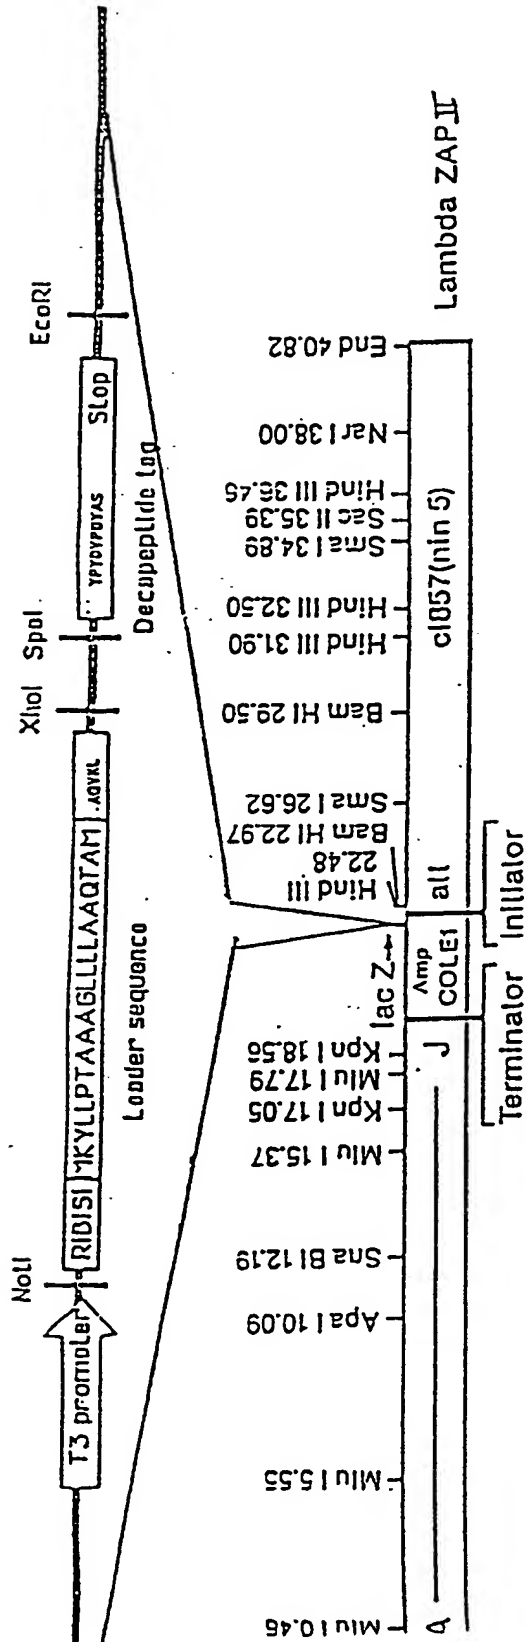 NotI
XhoI
SpeI
EcoRI
T3 promoter
RIBISI
MKYLLPTAAAGLLLLAAQTAM
AQVKL
YPYDVPDYAS
Stop
Leader sequence
Decapeptide tag
Mlu I 0.46
Mlu I 5.55
Apa I 10.09
Sna BI 12.19
Mlu I 15.37
Kpn I 17.05
Mlu I 17.79
Kpn I 18.56
lac Z
Hind III
22.48
Bam HI 22.97
Sma I 26.62
Bam HI 29.50
Hind III 31.90
Hind III 32.50
Sma I 34.89
Sac II 35.39
Hind III 36.45
Nar I 38.00
End 40.82
A
J
Amp
COLE1
att
cI857(nin 5)
Terminator
Initiator
Lambda ZAP II